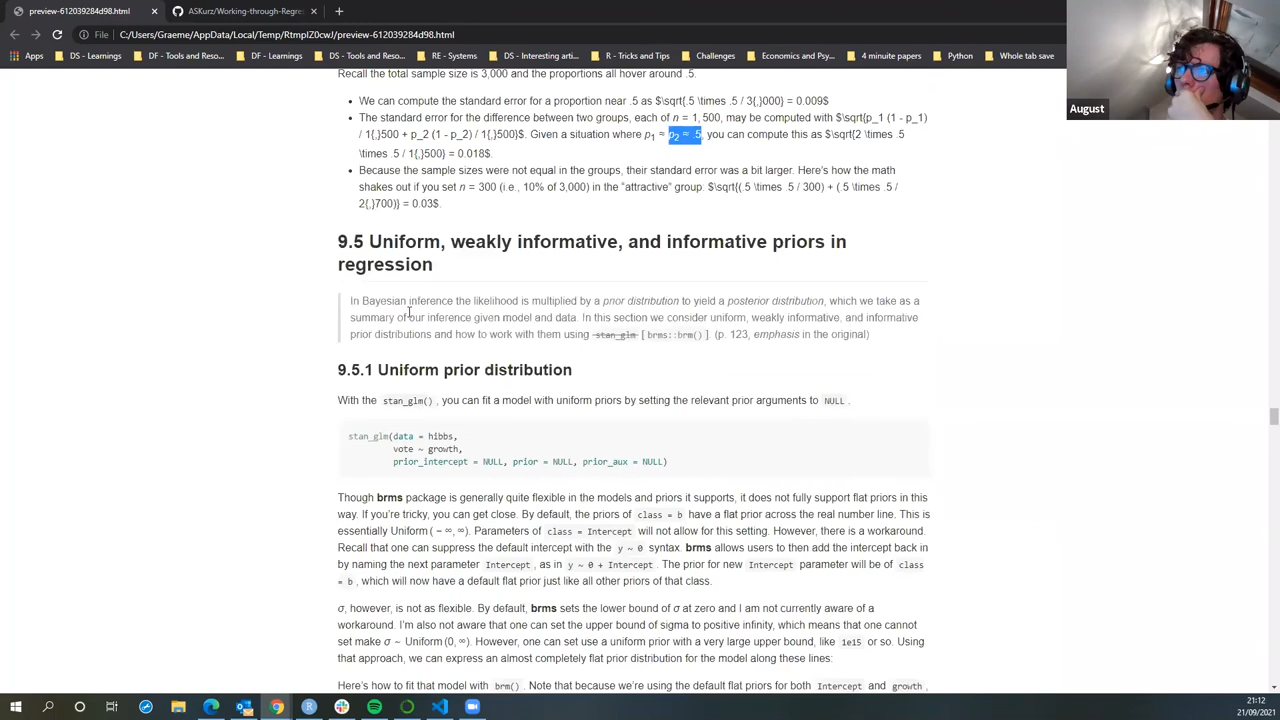 preview-612039284d98.html
ASKurz/Working-through-Regres
File
C:/Users/Graeme/AppData/Local/Temp/RtmpIZ0cwJ/preview-612039284d98.html
Apps DS - Learnings DS - Tools and Reso... DF - Learnings DF - Tools and Reso... RE - Systems DS - Interesting arti... R - Tricks and Tips Challenges Economics + Psych... 4 minuite papers Python Whole tab save
August
Recall the total sample size is 3,000 and the proportions all hover around .5.
• We can compute the standard error for a proportion near .5 as $\sqrt{.5 \times .5 / 3{,}000} = 0.009$
• The standard error for the difference between two groups, each of n = 1, 500, may be computed with $\sqrt{p_1 (1 - p_1)
/ 1{,}500 + p_2 (1 - p_2) / 1{,}500}$. Given a situation where p1 ≈ p2 ≈ .5, you can compute this as $\sqrt{2 \times .5
\times .5 / 1{,}500} = 0.018$.
• Because the sample sizes were not equal in the groups, their standard error was a bit larger. Here's how the math
shakes out if you set n = 300 (i.e., 10% of 3,000) in the "attractive" group. $\sqrt{(.5 \times .5 / 300) + (.5 \times .5 /
2{,}700)} = 0.03$.
9.5 Uniform, weakly informative, and informative priors in
regression
In Bayesian inference the likelihood is multiplied by a prior distribution to yield a posterior distribution, which we take as a
summary of our inference given model and data. In this section we consider uniform, weakly informative, and informative
prior distributions and how to work with them using stan_glm [ brms::brm() ]. (p. 123, emphasis in the original)
9.5.1 Uniform prior distribution
With the stan_glm() , you can fit a model with uniform priors by setting the relevant prior arguments to NULL .
stan_glm(data = hibbs,
vote ~ growth,
prior_intercept = NULL, prior = NULL, prior_aux = NULL)
Though brms package is generally quite flexible in the models and priors it supports, it does not fully support flat priors in this
way. If you're tricky, you can get close. By default, the priors of class = b have a flat prior across the real number line. This is
essentially Uniform(−∞,∞). Parameters of class = Intercept will not allow for this setting. However, there is a workaround.
Recall that one can suppress the default intercept with the y ~ 0 syntax. brms allows users to then add the intercept back in
by naming the next parameter Intercept , as in y ~ 0 + Intercept . The prior for new Intercept parameter will be of class
= b , which will now have a default flat prior just like all other priors of that class.
σ, however, is not as flexible. By default, brms sets the lower bound of σ at zero and I am not currently aware of a
workaround. I'm also not aware that one can set the upper bound of sigma to positive infinity, which means that one cannot
set make σ ∼ Uniform(0, ∞). However, one can set use a uniform prior with a very large upper bound, like 1e15 or so. Using
that approach, we can express an almost completely flat prior distribution for the model along these lines:
Here's how to fit that model with brm() . Note that because we're using the default flat priors for both Intercept and growth ,
21:12
21/09/2021